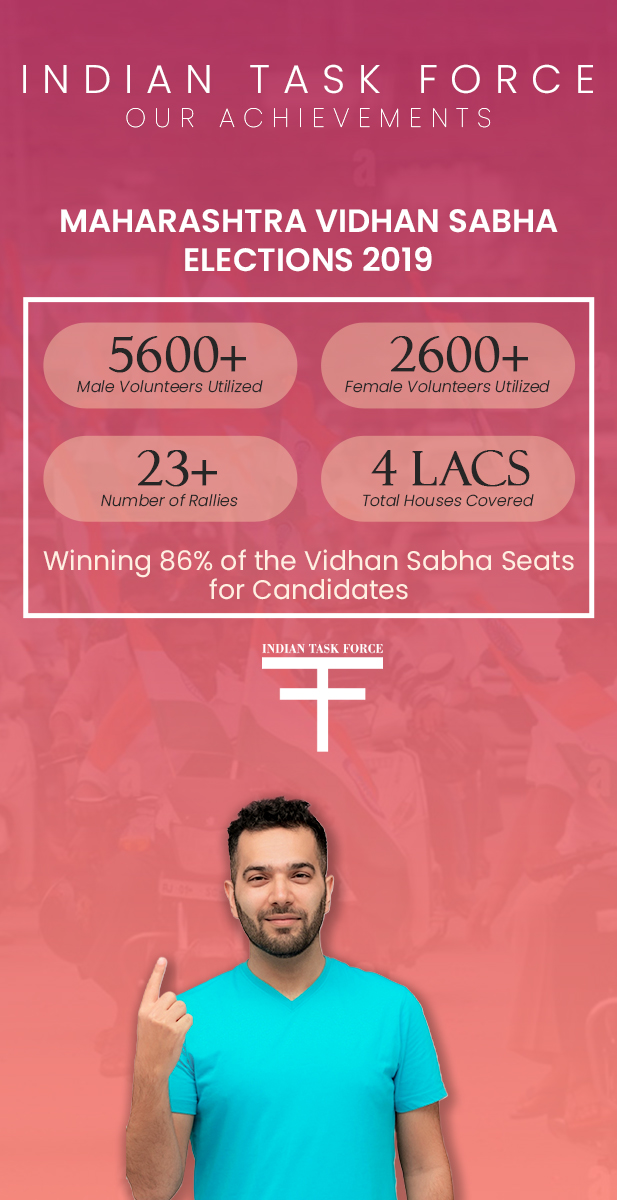 INDIAN TASK FORCE
OUR ACHIEVEMENTS
MAHARASHTRA VIDHAN SABHA
ELECTIONS 2019
5600+
Male Volunteers Utilized
2600+
Female Volunteers Utilized
23+
Number of Rallies
4 LACS
Total Houses Covered
Winning 86% of the Vidhan Sabha Seats
for Candidates
INDIAN TASK FORCE